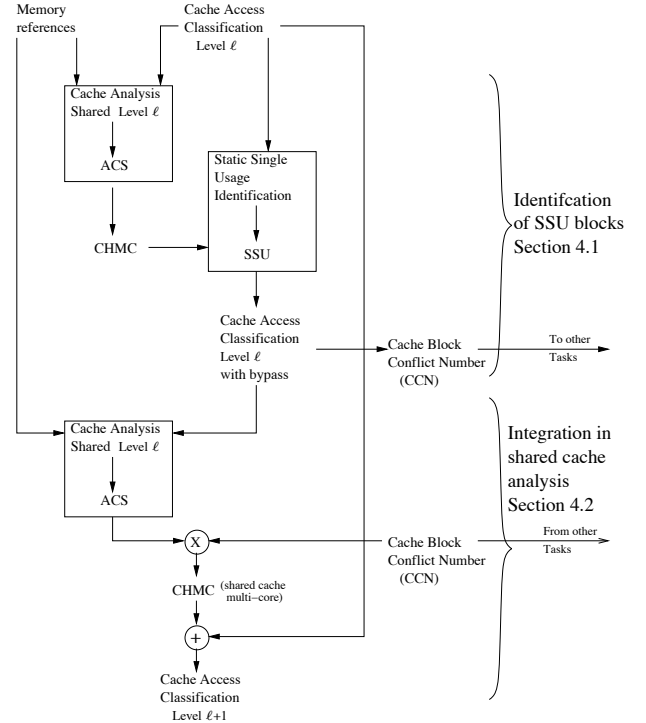 Memory
references
Cache Access
Classification
Level ℓ
Cache Analysis
Shared Level ℓ
ACS
CHMC
Static Single
Usage
Identification
SSU
Identifcation
of SSU blocks
Section 4.1
Cache Access
Classification
Level ℓ
with bypass
Cache Block
Conflict Number
(CCN)
To other
Tasks
Cache Analysis
Shared Level ℓ
ACS
Integration in
shared cache
analysis
Section 4.2
X
Cache Block
Conflict Number
(CCN)
From other
Tasks
CHMC (shared cache
multi−core)
+
Cache Access
Classification
Level ℓ+1